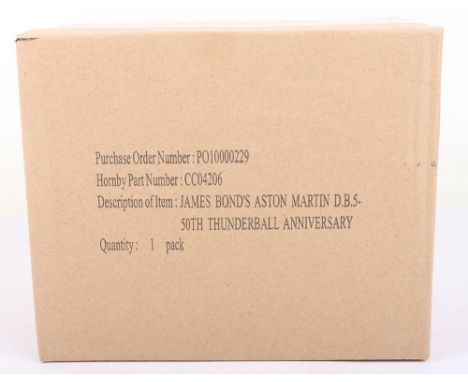 Purchase Order Number : PO10000229
Hornby Part Number : CC04206
Description of Item : JAMES BOND'S ASTON MARTIN D.B.5-
50TH THUNDERBALL ANNIVERSARY
Quantity : 1 pack